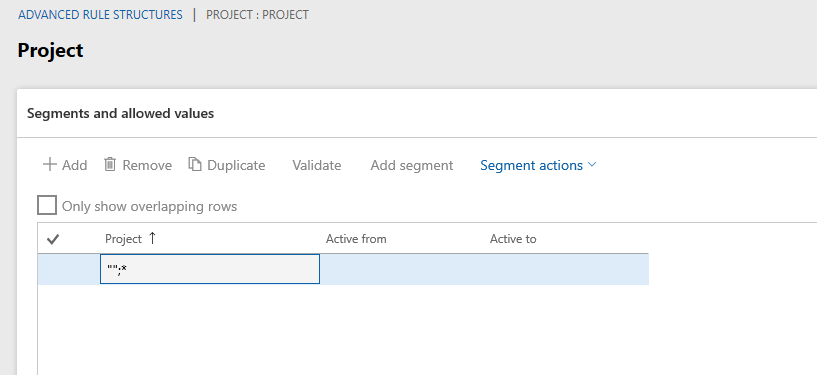 ADVANCED RULE STRUCTURES | PROJECT : PROJECT
Project
Segments and allowed values
Add Remove Duplicate Validate Add segment Segment actions
Only show overlapping rows
Project ↑ Active from Active to
"";*